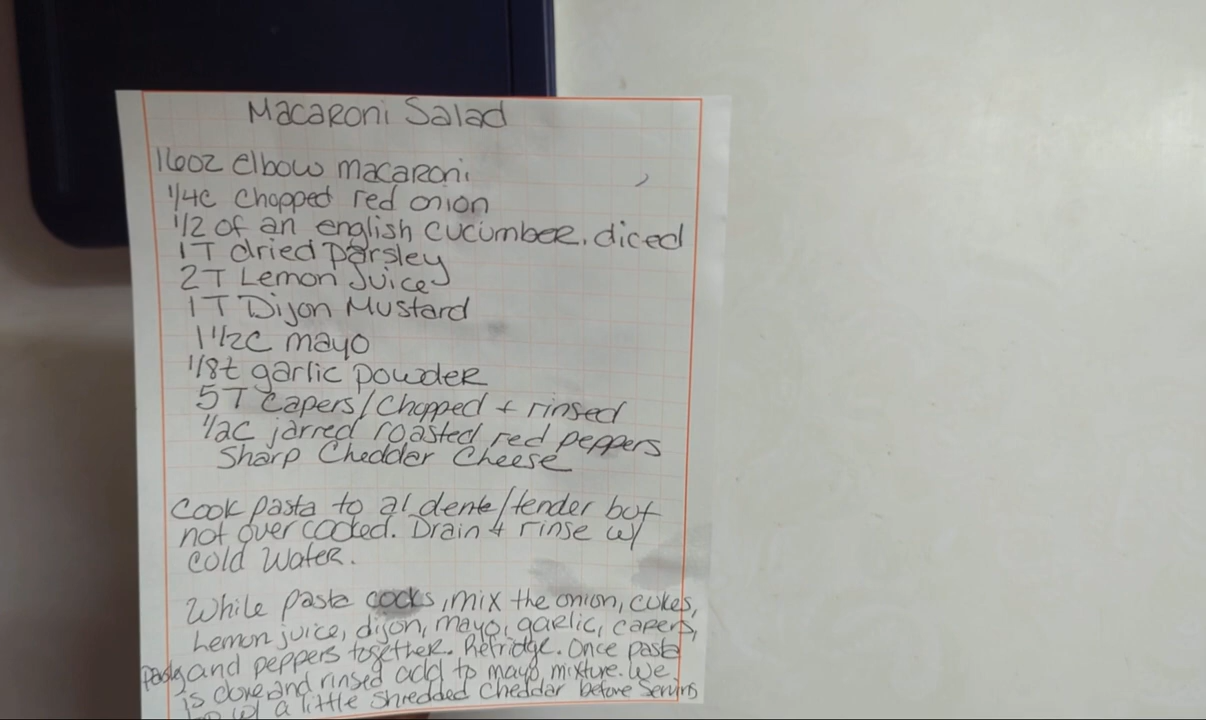 Macaroni Salad
16oz elbow macaroni
1/4c Chopped red onion
1/2 of an english cucumber, diced
1T dried parsley
2T Lemon Juice
1T Dijon Mustard
1 1/2c mayo
1/8t garlic powder
5T Capers/Chopped + rinsed
1/2c jarred roasted red peppers
Sharp Cheddar Cheese
Cook pasta to al dente/tender but
not over cooked. Drain + rinse w/
cold Water.
While pasta cooks, mix the onion, cukes,
Lemon juice, dijon, mayo, garlic, capers,
parsley and peppers together. Refridge. Once pasta
is done and rinsed add to mayo mixture. We
top w/ a little shredded cheddar before serving